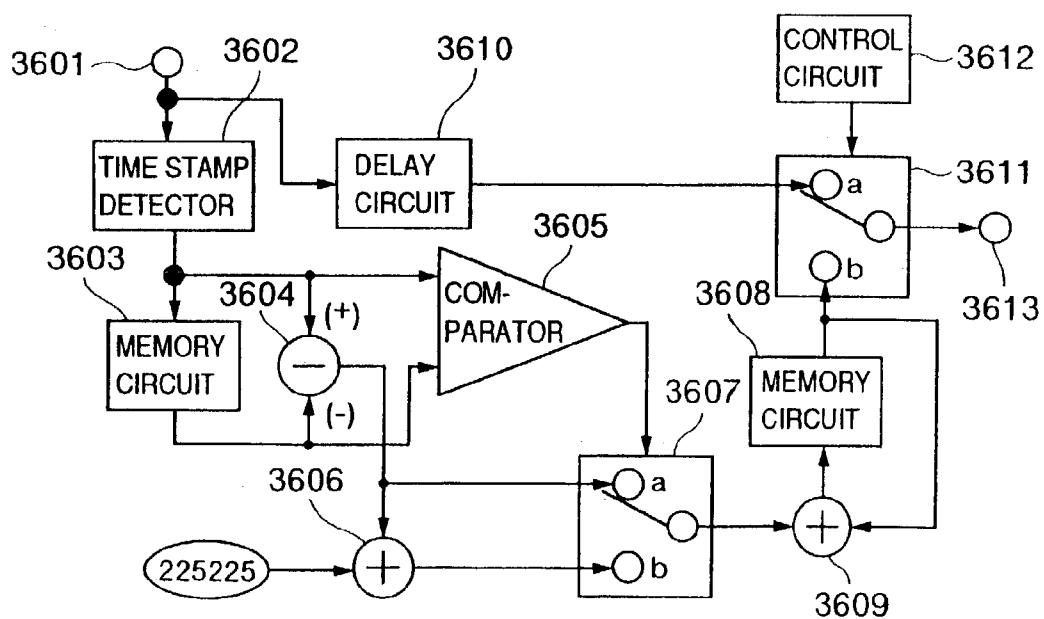 3601
3602
3610
CONTROL
CIRCUIT
3612
TIME STAMP
DETECTOR
DELAY
CIRCUIT
a
b
3611
3613
3603
3604
(+)
(-)
3605
COM-
PARATOR
MEMORY
CIRCUIT
3608
MEMORY
CIRCUIT
3607
a
b
3606
225225
3609